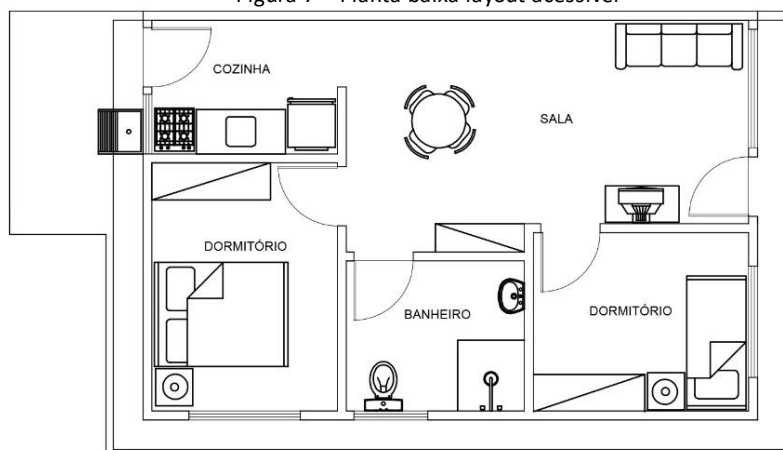 Figura 7 – Planta baixa layout acessível
COZINHA
SALA
DORMITÓRIO
BANHEIRO
DORMITÓRIO